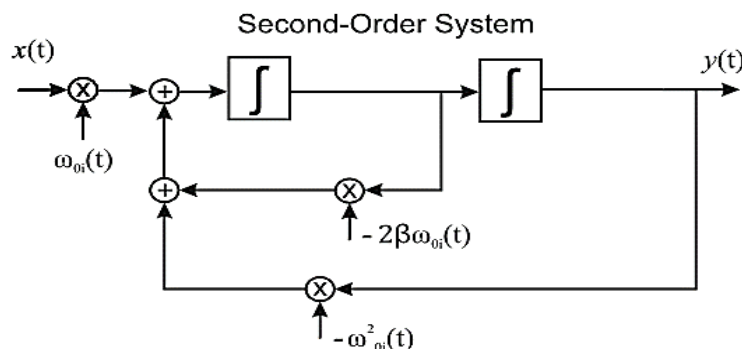 Second-Order System
x(t)
y(t)
x
+
∫
∫
ω₀ᵢ(t)
+
x
- 2βω₀ᵢ(t)
x
-ω²₀ᵢ(t)